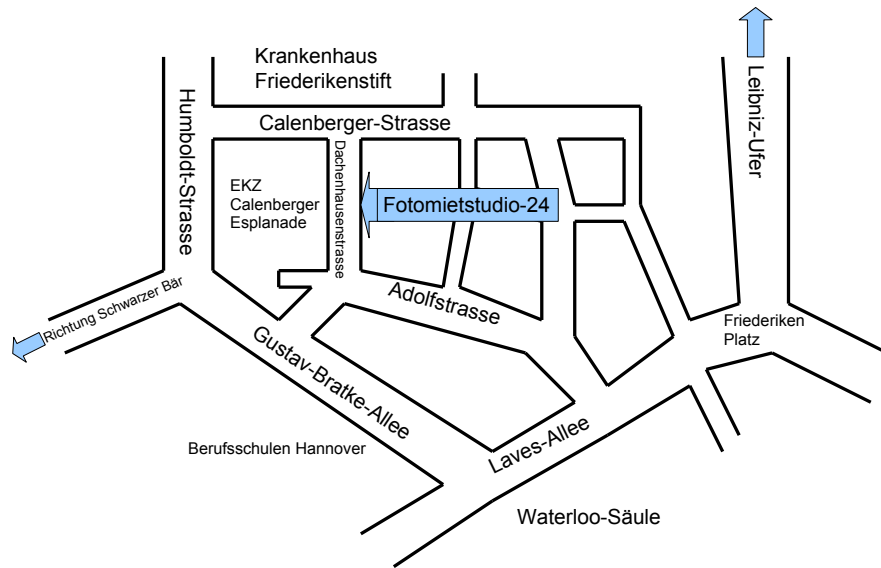 Krankenhaus
Friederikenstift
Leibniz-Ufer
Humboldt-Strasse
Calenberger-Strasse
Dachenhausenstrasse
EKZ
Calenberger
Esplanade
Fotomietstudio-24
Richtung Schwarzer Bär
Adolfstrasse
Friederiken
Platz
Gustav-Bratke-Allee
Berufsschulen Hannover
Laves-Allee
Waterloo-Säule